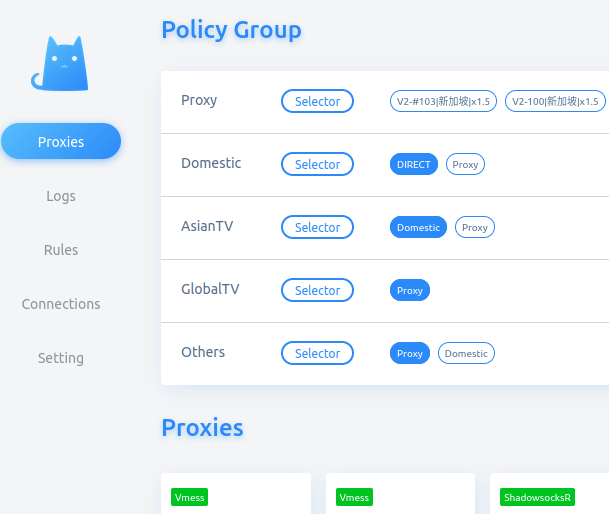 Policy Group
Proxy Selector V2-#103|新加坡|x1.5 V2-100|新加坡|x1.5
Proxies
Domestic Selector DIRECT Proxy
Logs
AsianTV Selector Domestic Proxy
Rules
GlobalTV Selector Proxy
Connections
Others Selector Proxy Domestic
Setting
Proxies
Vmess Vmess ShadowsocksR